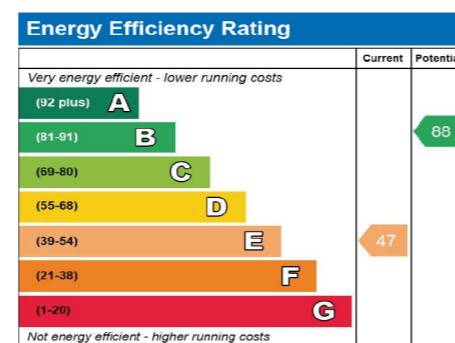 Energy Efficiency Rating
Current Potentia
Very energy efficient - lower running costs
(92 plus) A
(81-91) B 88
(69-80) C
(55-68) D
(39-54) E 47
(21-38) F
(1-20) G
Not energy efficient - higher running costs